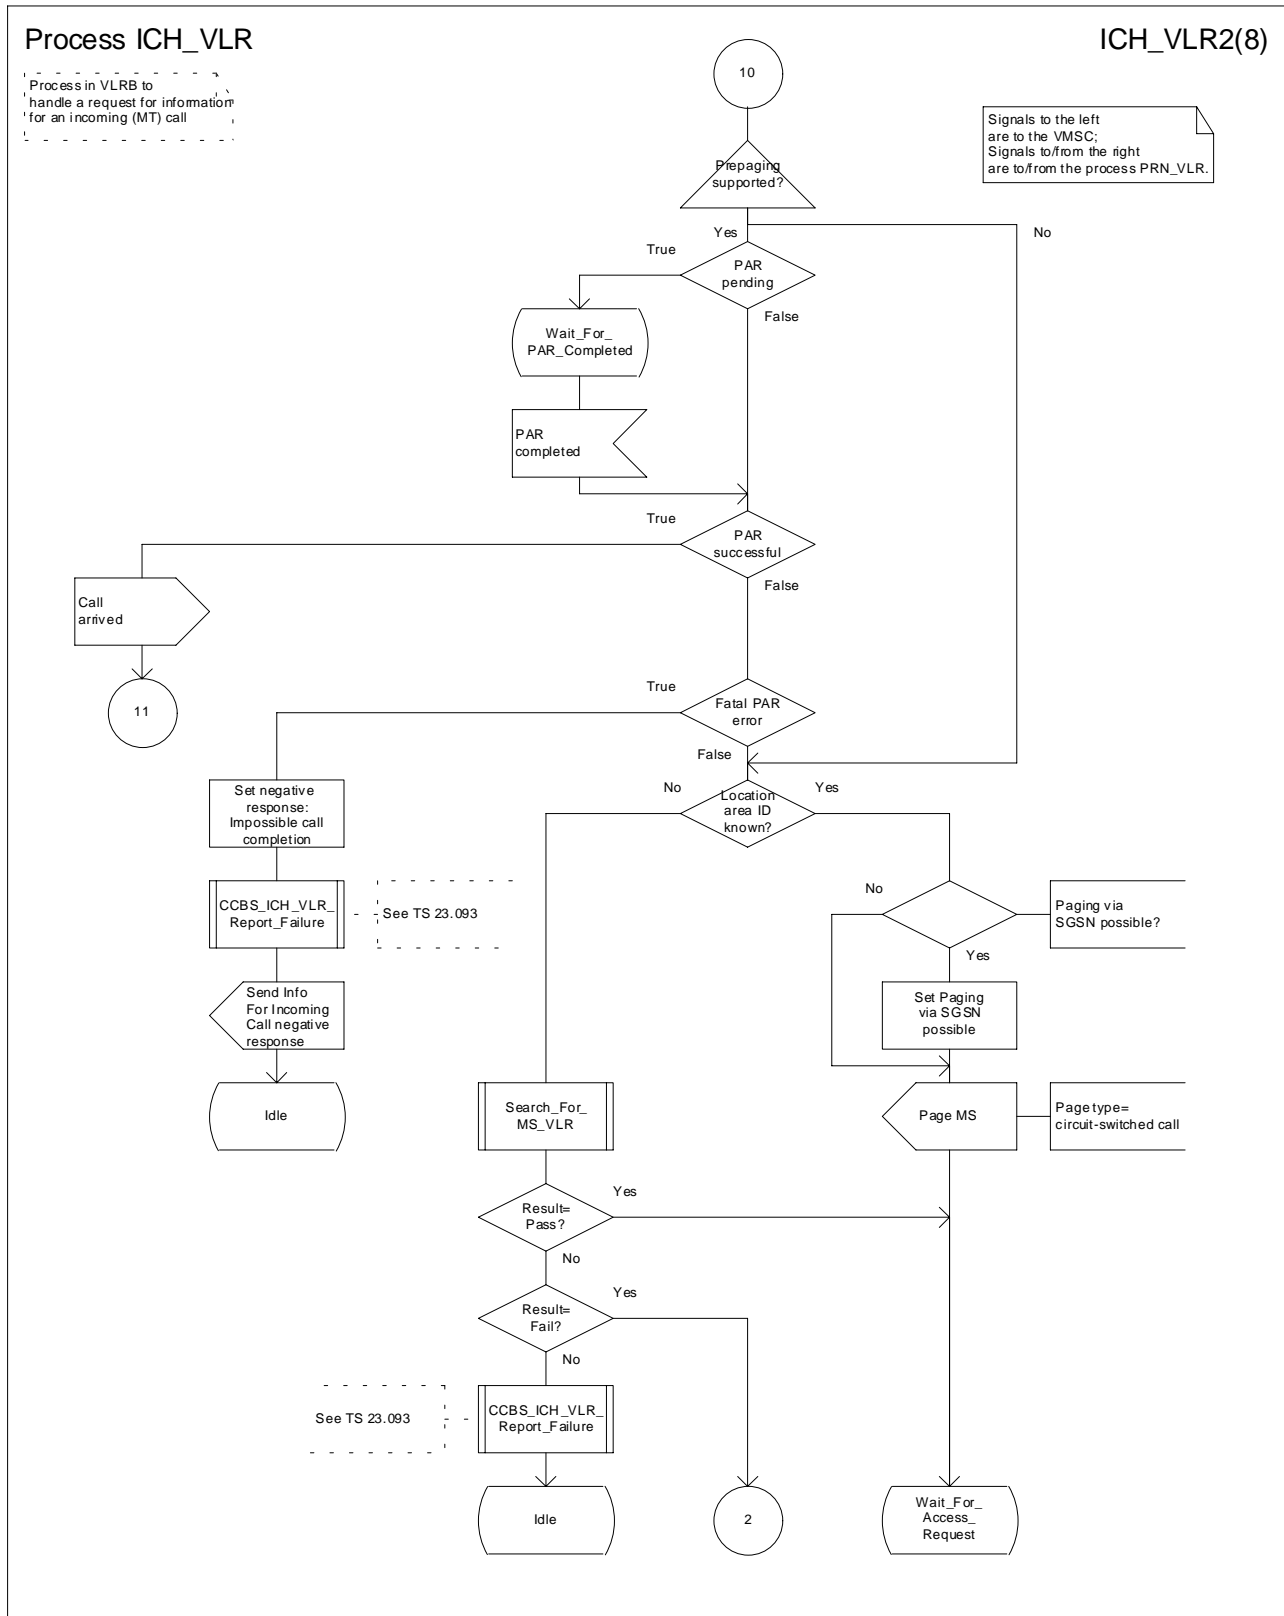 Process ICH_VLR
ICH_VLR2(8)
Process in VLRB to
handle a request for information
for an incoming (MT) call
10
Signals to the left
are to the VMSC;
Signals to/from the right
are to/from the process PRN_VLR.
Prepaging
supported?
Yes
No
True
PAR
pending
False
Wait_For_
PAR_Completed
PAR
completed
True
PAR
successful
False
Call
arrived
11
True
Fatal PAR
error
False
Set negative
response:
Impossible call
completion
No
Location
area ID
known?
Yes
CCBS_ICH_VLR_
Report_Failure
See TS 23.093
No
Paging via
SGSN possible?
Yes
Send Info
For Incoming
Call negative
response
Set Paging
via SGSN
possible
Idle
Search_For_
MS_VLR
Page MS
Page type=
circuit-switched call
Result=
Pass?
Yes
No
Result=
Fail?
Yes
No
See TS 23.093
CCBS_ICH_VLR_
Report_Failure
Idle
2
Wait_For_
Access_
Request